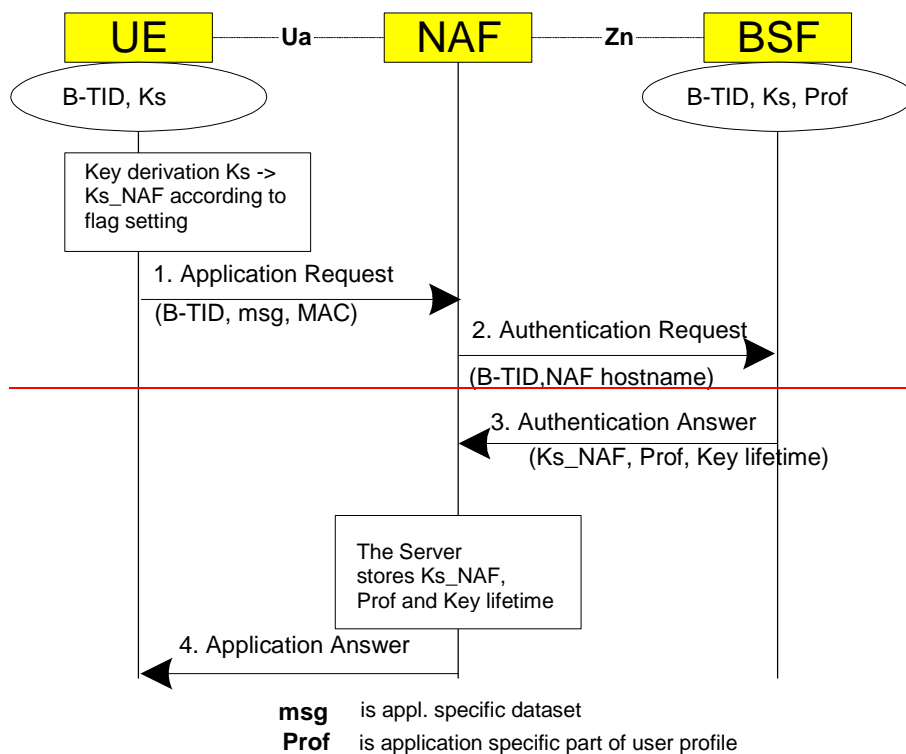 UE Ua NAF Zn BSF
B-TID, Ks
B-TID, Ks, Prof
Key derivation Ks ->
Ks_NAF according to
flag setting
1. Application Request
(B-TID, msg, MAC)
2. Authentication Request
(B-TID,NAF hostname)
3. Authentication Answer
(Ks_NAF, Prof, Key lifetime)
The Server
stores Ks_NAF,
Prof and Key lifetime
4. Application Answer
msg is appl. specific dataset
Prof is application specific part of user profile